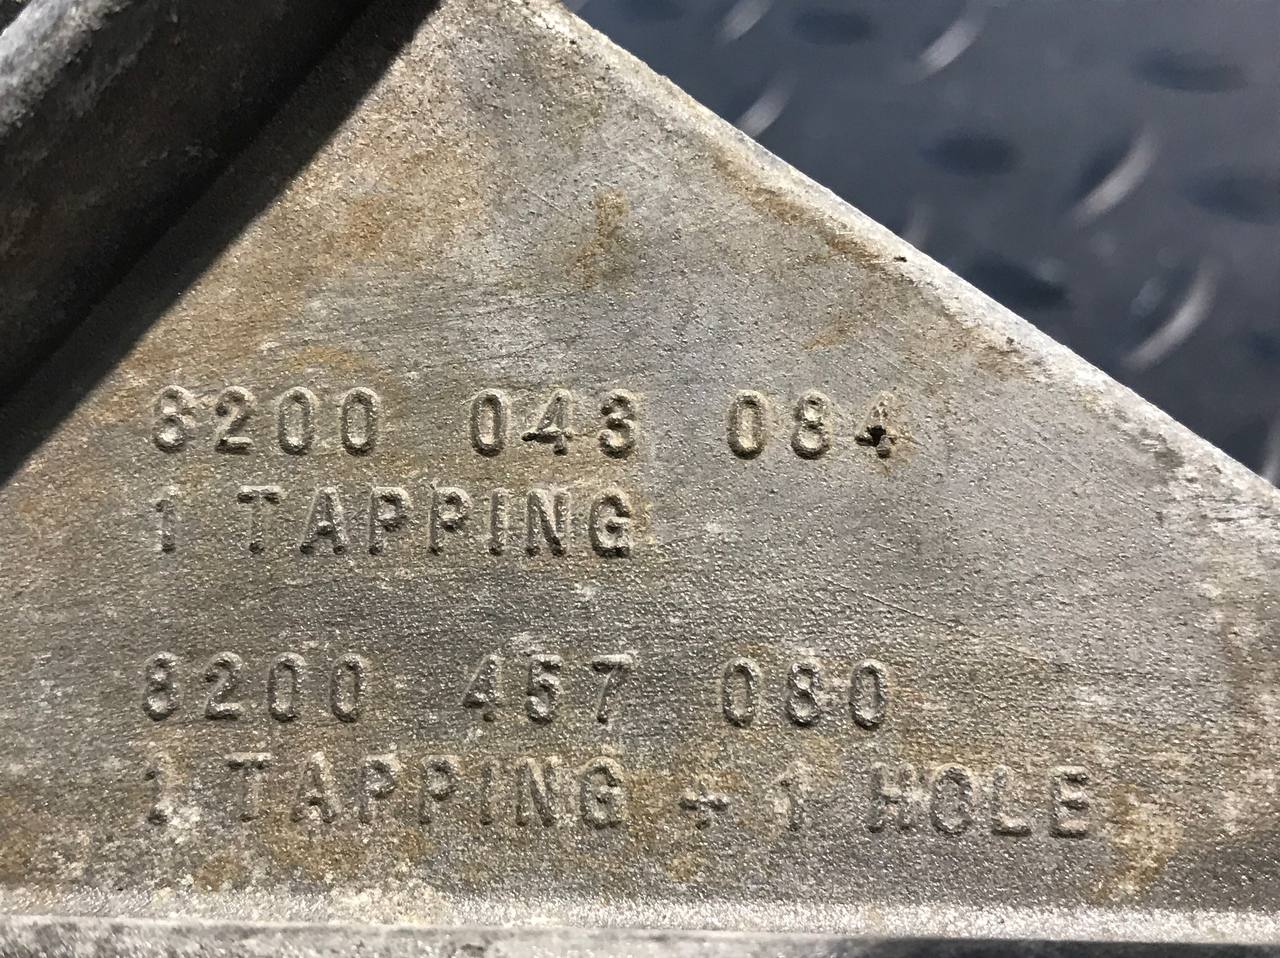 8200 043 084
1 TAPPING
8200 457 080
1 TAPPING + 1 HOLE